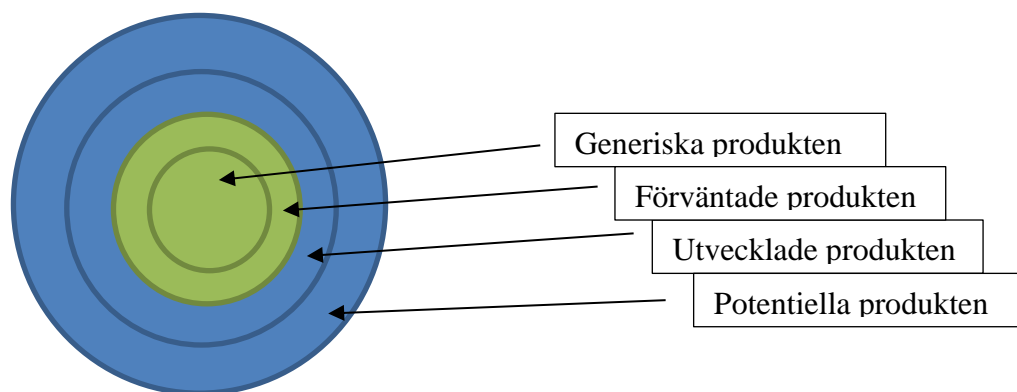 Generiska produkten
Förväntade produkten
Utvecklade produkten
Potentiella produkten